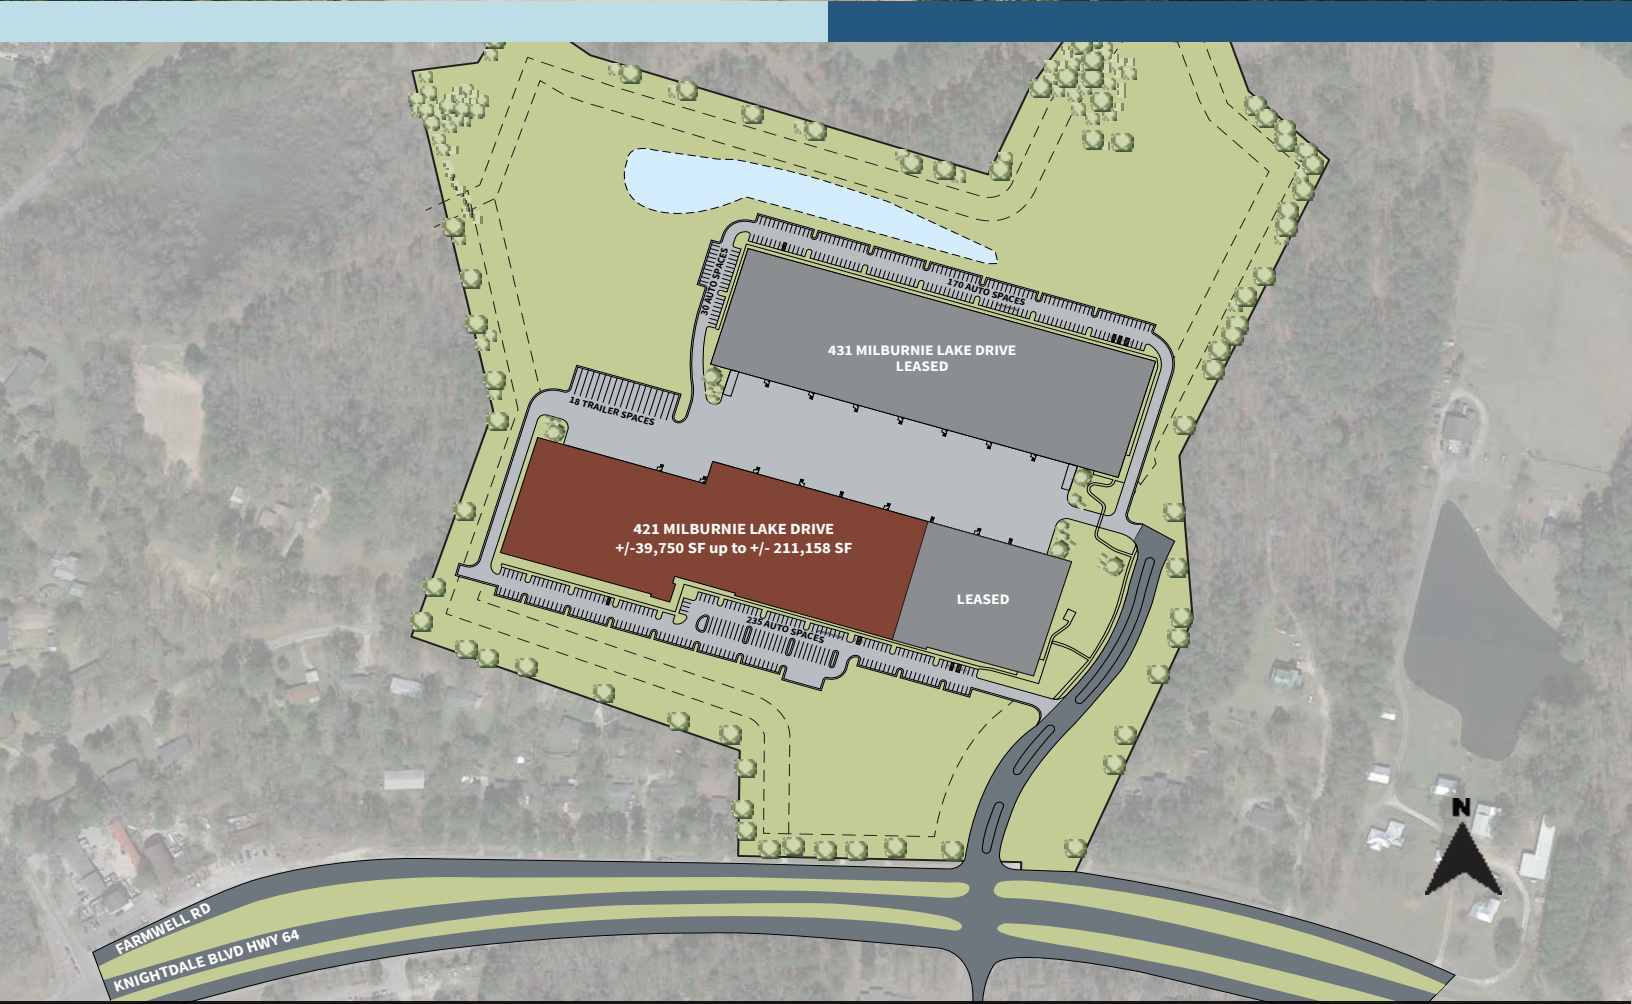 30 AUTO SPACES
170 AUTO SPACES
431 MILBURNIE LAKE DRIVE
LEASED
18 TRAILER SPACES
421 MILBURNIE LAKE DRIVE
+/-39,750 SF up to +/- 211,158 SF
LEASED
235 AUTO SPACES
N
FARMWELL RD
KNIGHTDALE BLVD HWY 64